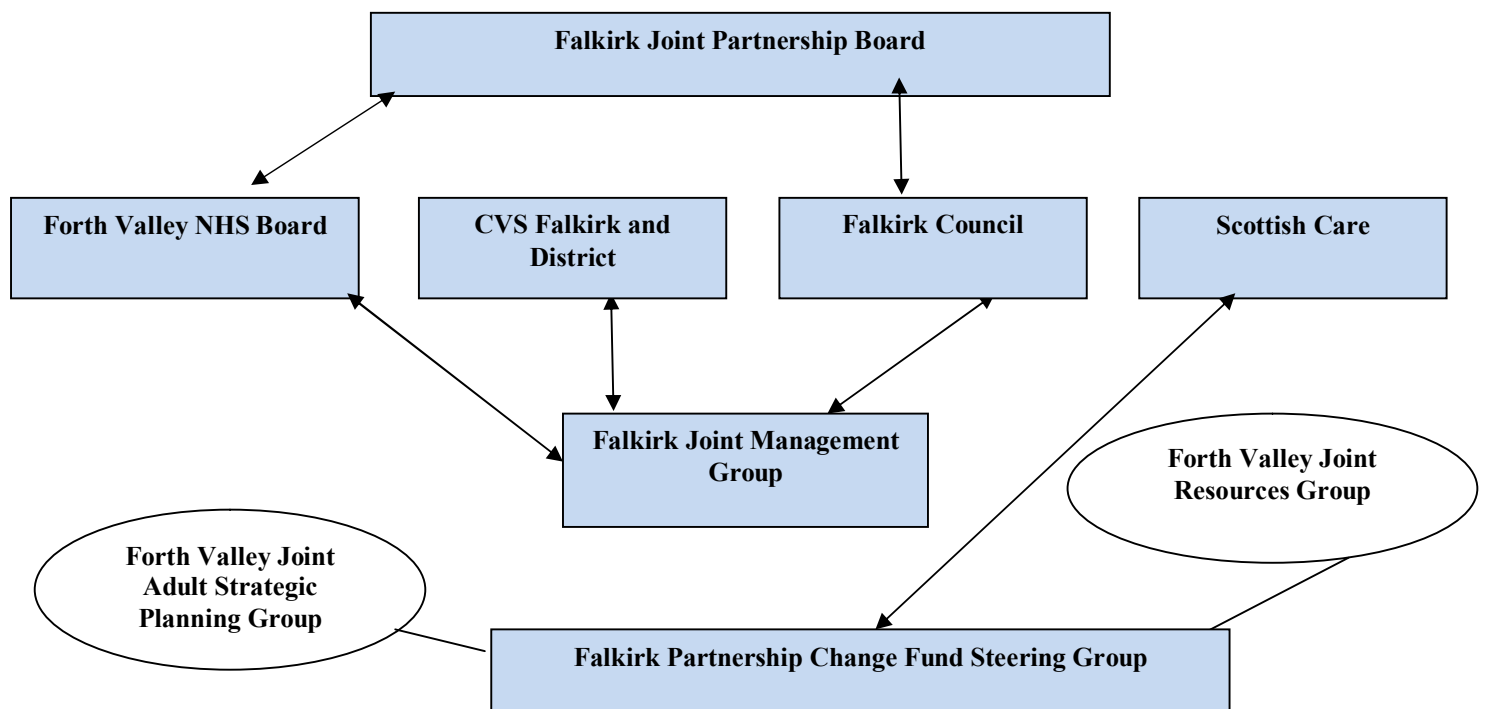 Falkirk Joint Partnership Board
Forth Valley NHS Board
CVS Falkirk and
District
Falkirk Council
Scottish Care
Falkirk Joint Management
Group
Forth Valley Joint
Resources Group
Forth Valley Joint
Adult Strategic
Planning Group
Falkirk Partnership Change Fund Steering Group